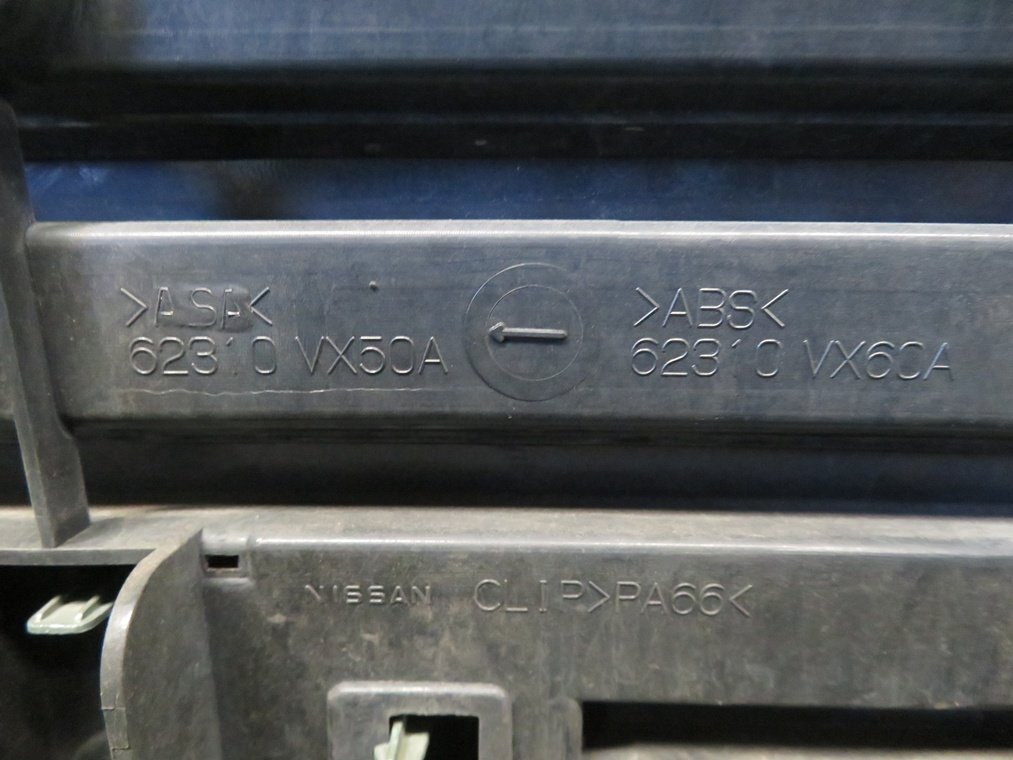 >ASA<
62310 VX50A
>ABS<
62310 VX60A
NISSAN CLIP>PA66<